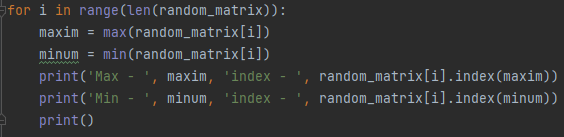 for i in range(len(random_matrix)):
    maxim = max(random_matrix[i])
    minum = min(random_matrix[i])
    print('Max - ', maxim, 'index - ', random_matrix[i].index(maxim))
    print('Min - ', minum, 'index - ', random_matrix[i].index(minum))
    print()